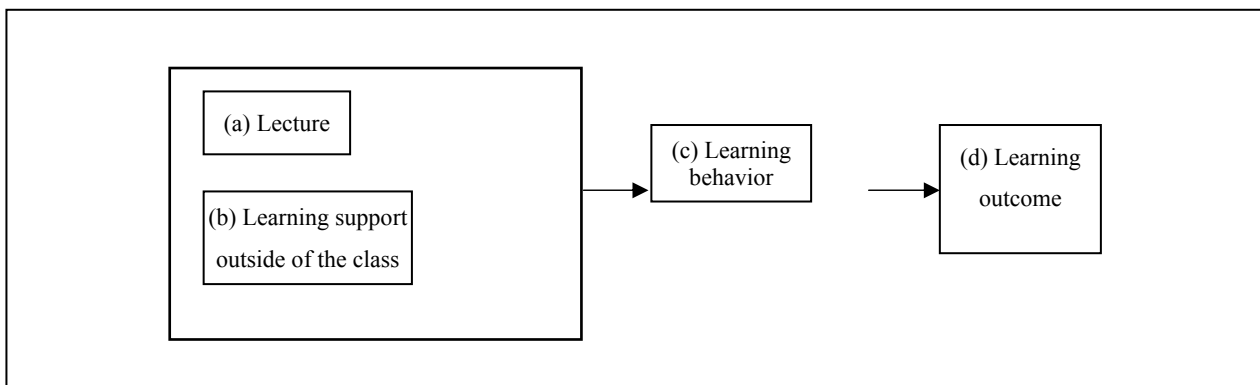 (a) Lecture
(b) Learning support
outside of the class
(c) Learning
behavior
(d) Learning
outcome